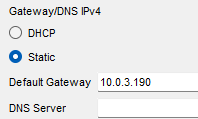 Gateway/DNS IPv4
DHCP
Static
Default Gateway 10.0.3.190
DNS Server